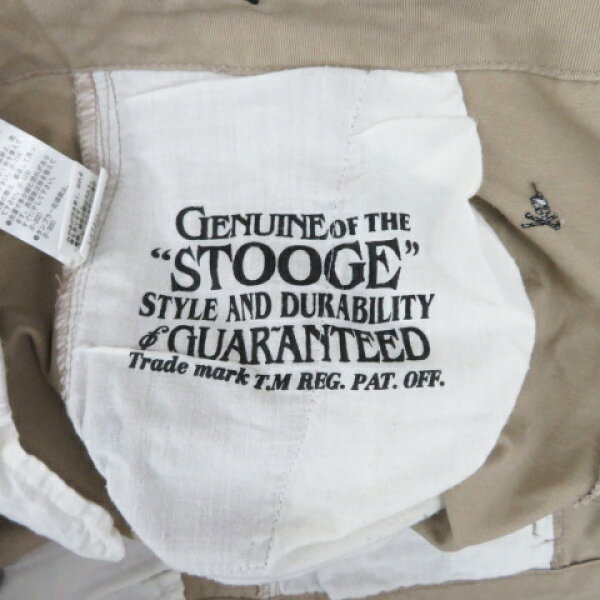 GENUINE OF THE
"STOOGE"
STYLE AND DURABILITY
& GUARANTEED
Trade mark T.M REG. PAT. OFF.